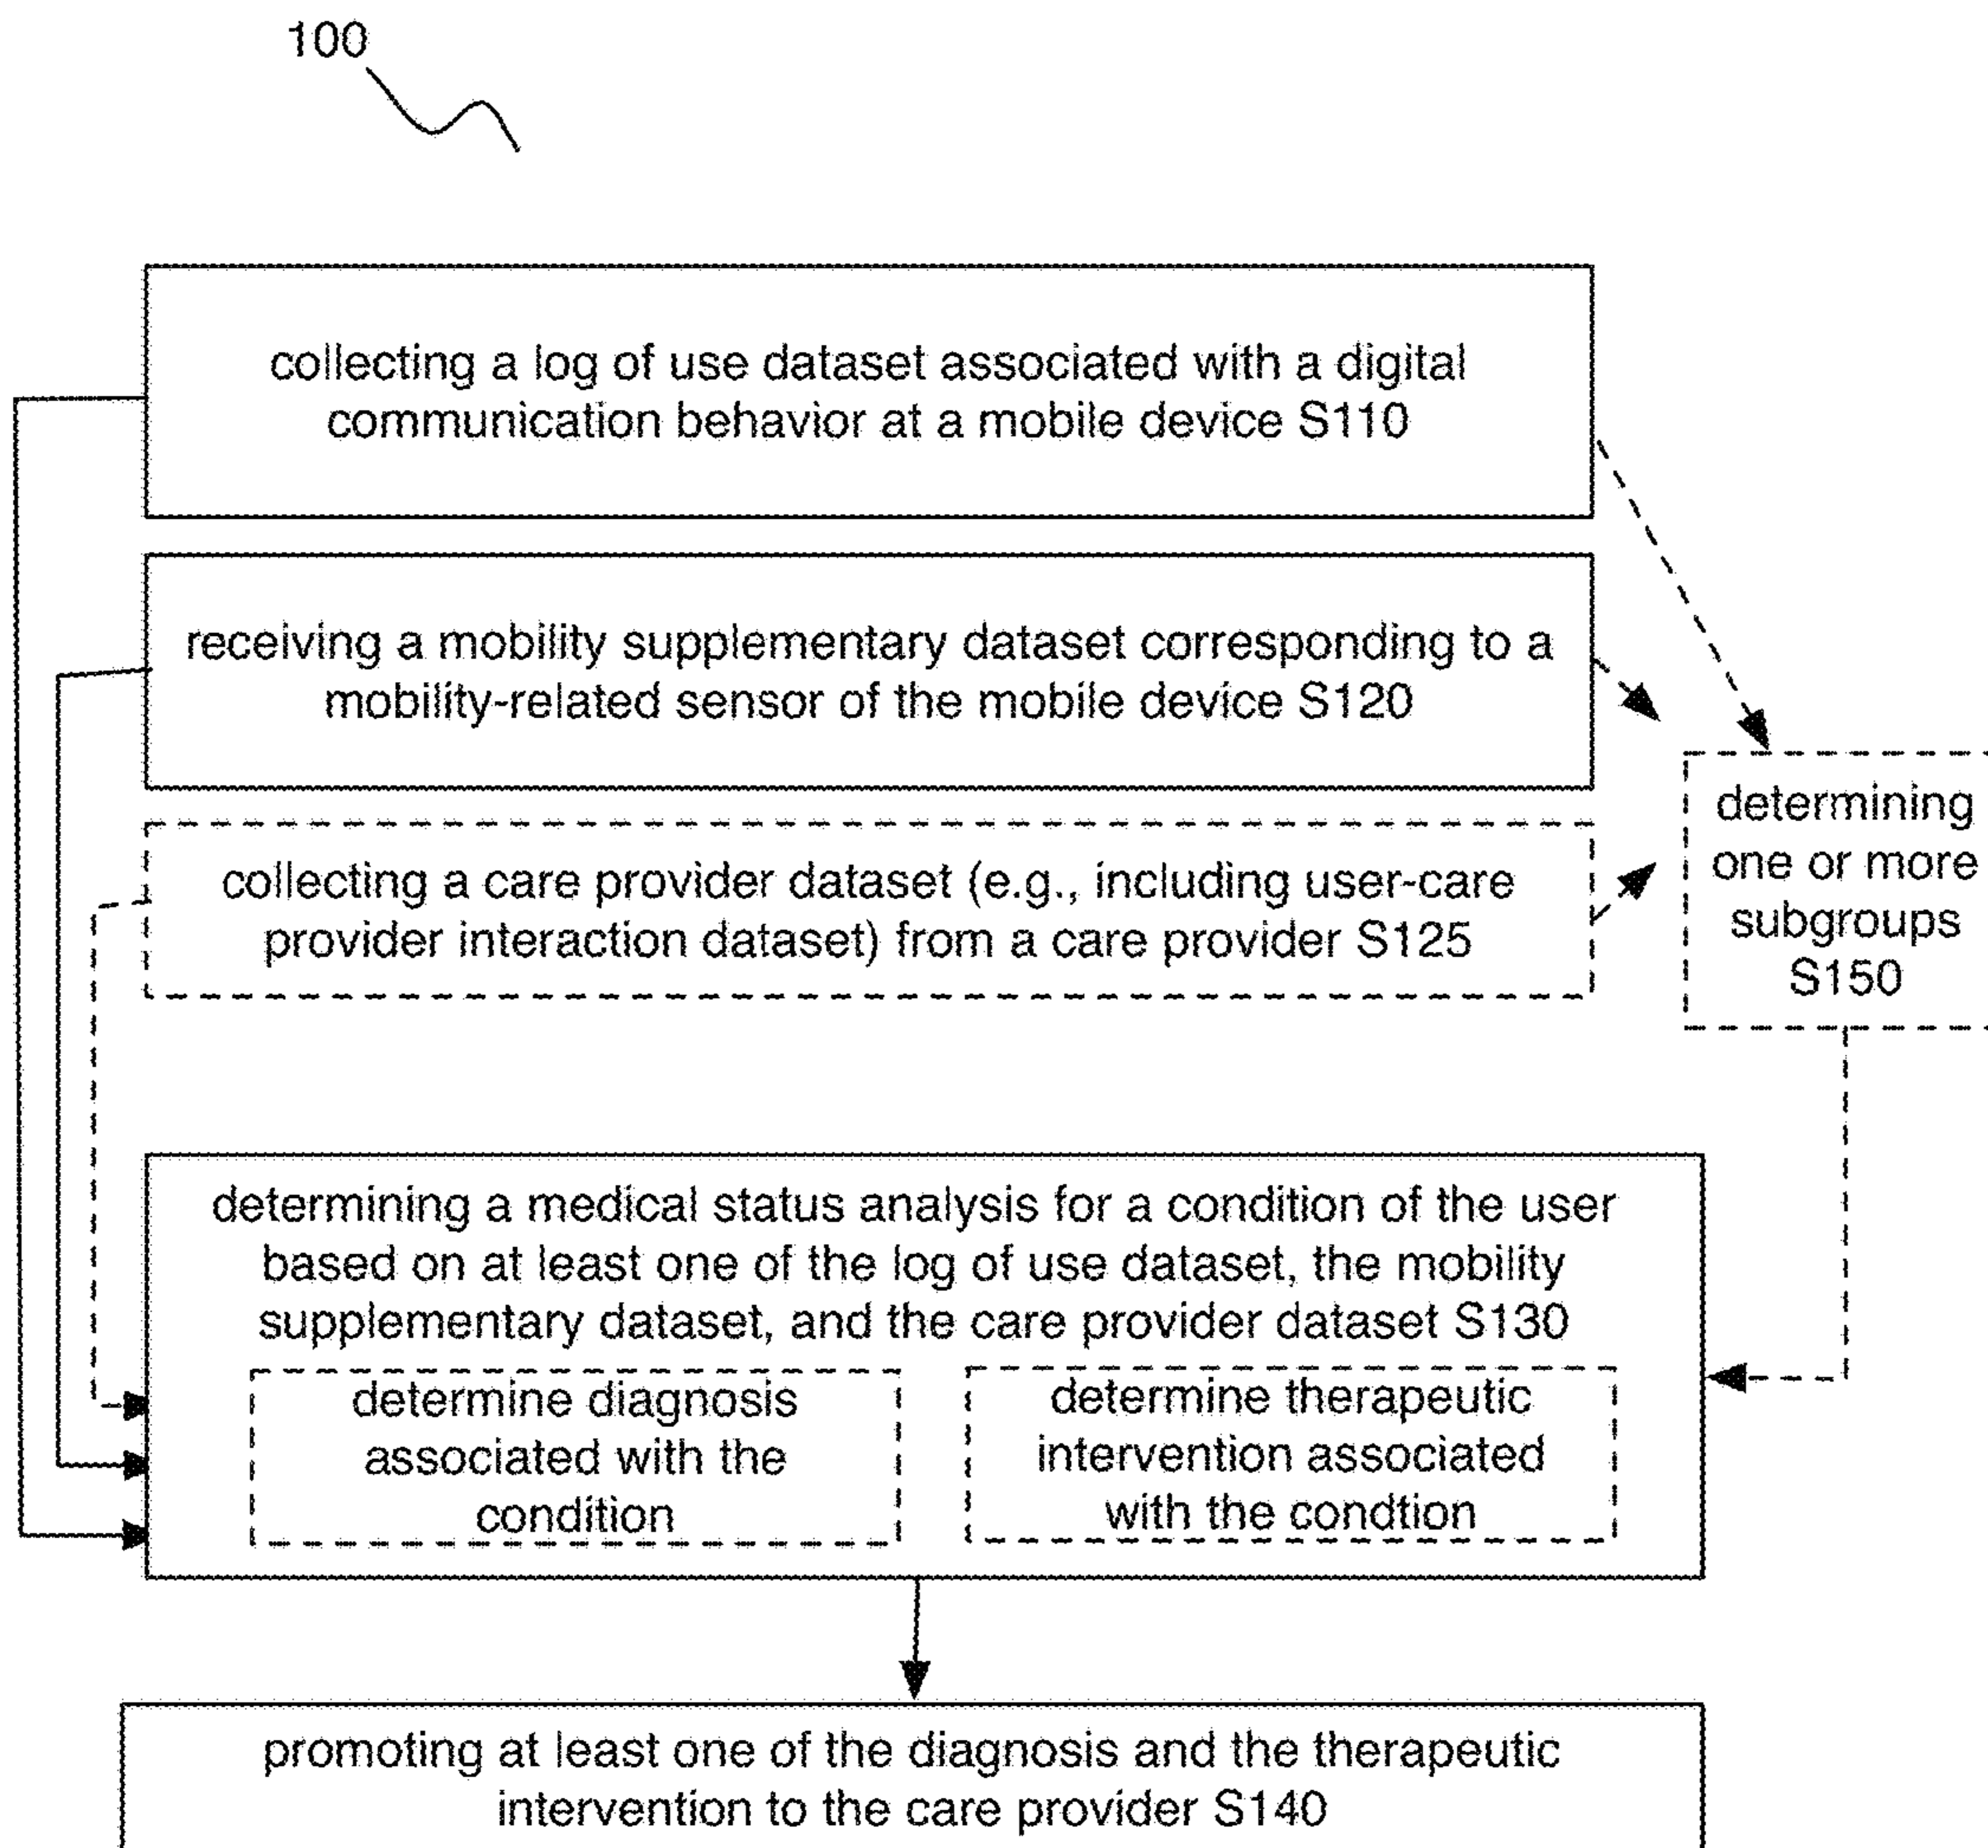 100
collecting a log of use dataset associated with a digital
communication behavior at a mobile device S110
receiving a mobility supplementary dataset corresponding to a
mobility-related sensor of the mobile device S120
collecting a care provider dataset (e.g., including user-care
provider interaction dataset) from a care provider S125
determining
one or more
subgroups
S150
determining a medical status analysis for a condition of the user
based on at least one of the log of use dataset, the mobility
supplementary dataset, and the care provider dataset S130
determine diagnosis
associated with the
condition
determine therapeutic
intervention associated
with the condtion
promoting at least one of the diagnosis and the therapeutic
intervention to the care provider S140